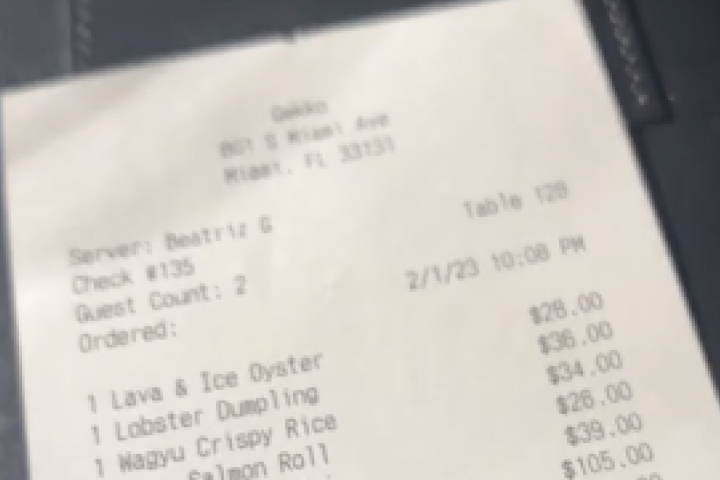 Gekko
801 S Miami Ave
Miami, FL 33131
Table 128
Server: Beatriz G
Check #135
2/1/23 10:08 PM
Guest Count: 2
Ordered:
1 Lava & Ice Oyster $28.00
1 Lobster Dumpling $36.00
1 Wagyu Crispy Rice $34.00
Salmon Roll $26.00
$39.00
$105.00